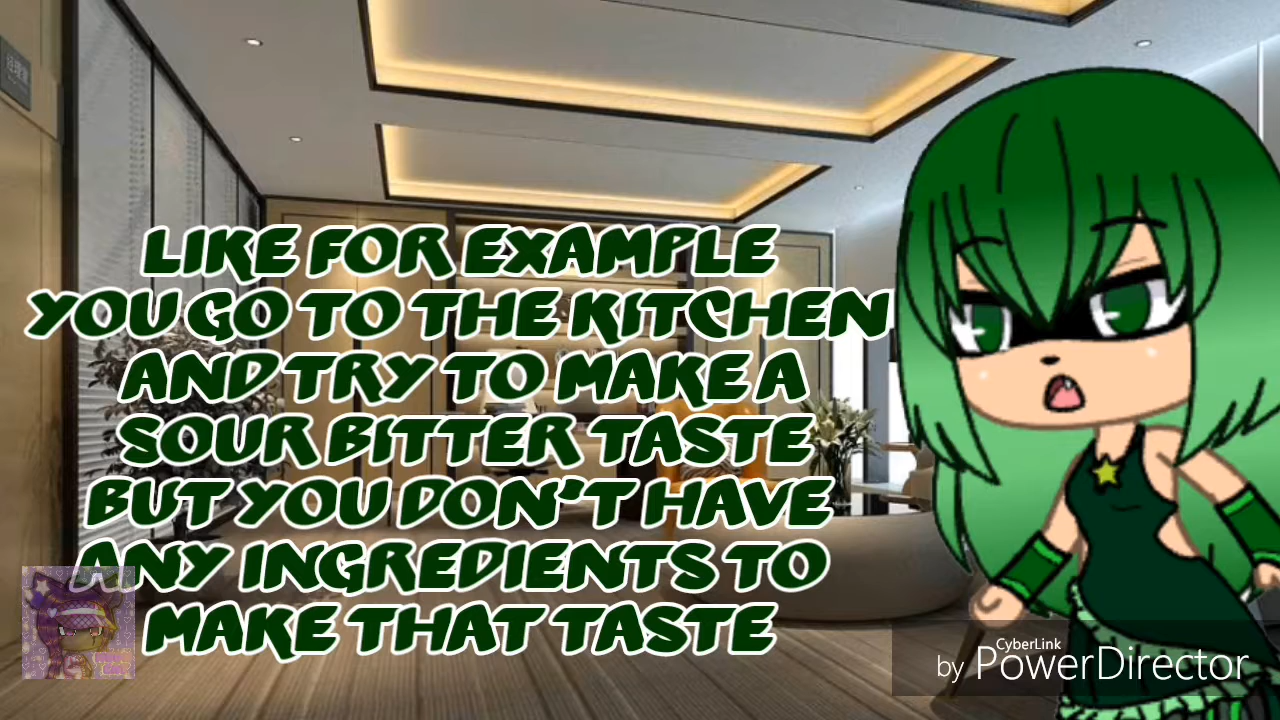 LIKE FOR EXAMPLE
YOU GO TO THE KITCHEN
AND TRY TO MAKE A
SOUR BITTER TASTE
BUT YOU DON'T HAVE
ANY INGREDIENTS TO
MAKE THAT TASTE
CyberLink
by PowerDirector